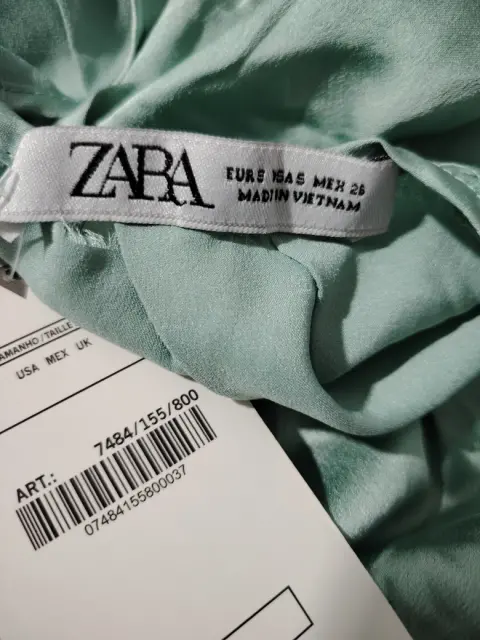 ZARA
EUR S USA S MEX 26
MADE IN VIETNAM
AMANHO/TAILLE
USA MEX UK
ART.:
7484/155/800
07484155800037